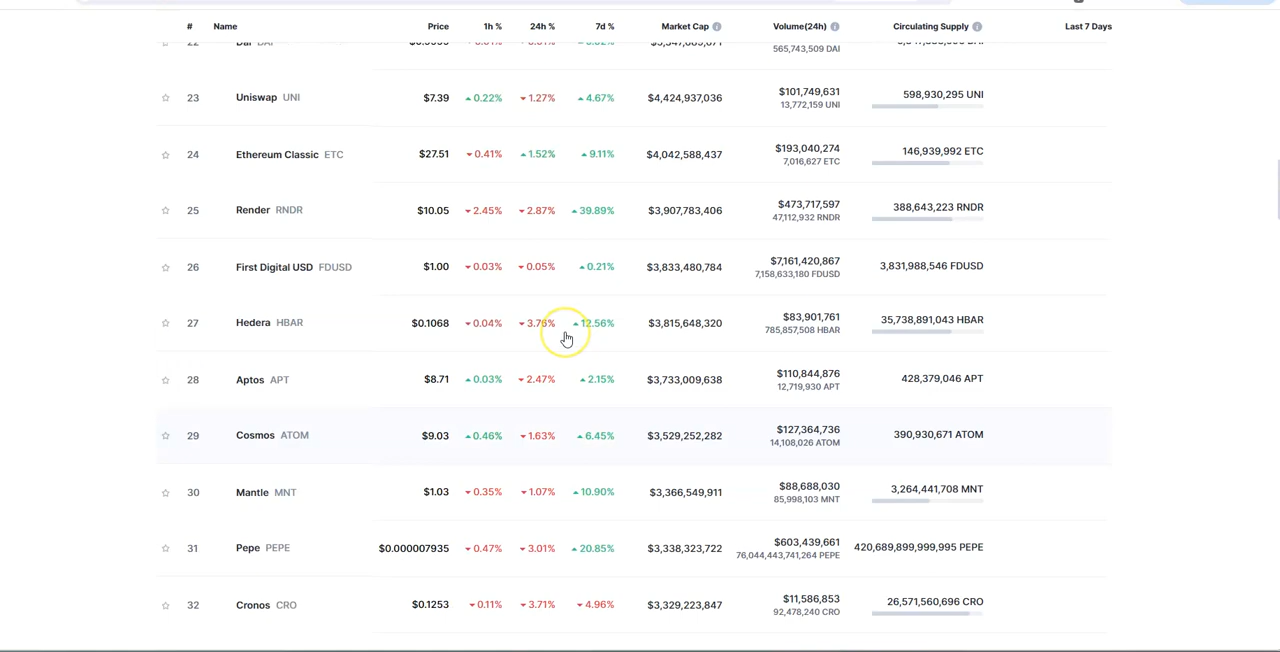 # Name Price 1h % 24h % 7d % Market Cap Volume(24h) Circulating Supply Last 7 Days
565,743,509 DAI
23 Uniswap UNI $7.39 0.22% 1.27% 4.67% $4,424,937,036 $101,749,631 598,930,295 UNI
13,772,159 UNI
24 Ethereum Classic ETC $27.51 0.41% 1.52% 9.11% $4,042,588,437 $193,040,274 146,939,992 ETC
7,016,627 ETC
25 Render RNDR $10.05 2.45% 2.87% 39.89% $3,907,783,406 $473,717,597 388,643,223 RNDR
47,112,932 RNDR
26 First Digital USD FDUSD $1.00 0.03% 0.05% 0.21% $3,833,480,784 $7,161,420,867 3,831,988,546 FDUSD
7,158,633,180 FDUSD
27 Hedera HBAR $0.1068 0.04% 3.76% 12.56% $3,815,648,320 $83,901,761 35,738,891,043 HBAR
785,857,508 HBAR
28 Aptos APT $8.71 0.03% 2.47% 2.15% $3,733,009,638 $110,844,876 428,379,046 APT
12,719,930 APT
29 Cosmos ATOM $9.03 0.46% 1.63% 6.45% $3,529,252,282 $127,364,736 390,930,671 ATOM
14,108,026 ATOM
30 Mantle MNT $1.03 0.35% 1.07% 10.90% $3,366,549,911 $88,688,030 3,264,441,708 MNT
85,998,103 MNT
31 Pepe PEPE $0.000007935 0.47% 3.01% 20.85% $3,338,323,722 $603,439,661 420,689,899,999,995 PEPE
76,044,443,741,264 PEPE
32 Cronos CRO $0.1253 0.11% 3.71% 4.96% $3,329,223,847 $11,586,853 26,571,560,696 CRO
92,478,240 CRO